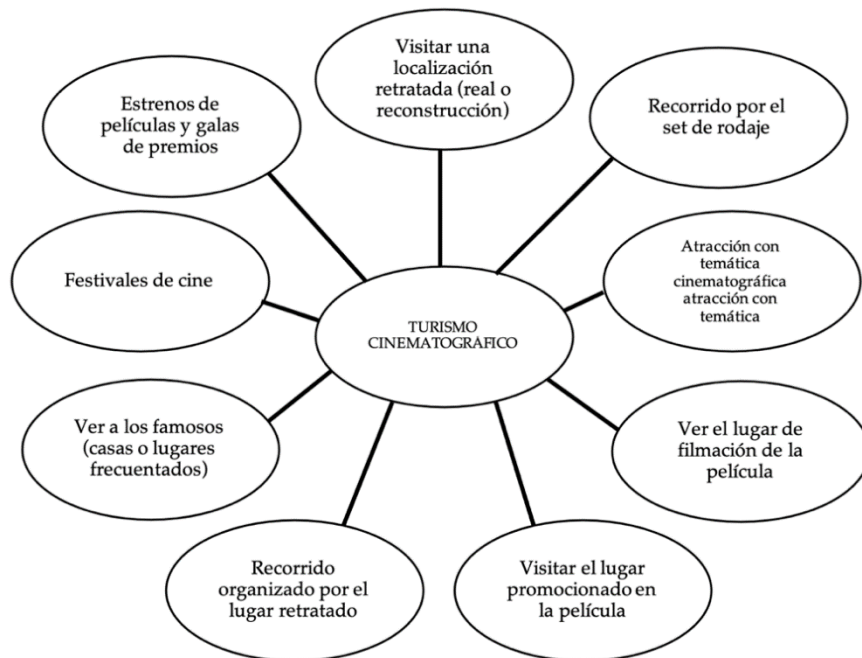 Visitar una
localización
retratada (real o
reconstrucción)
Estrenos de
películas y galas
de premios
Recorrido por el
set de rodaje
Festivales de cine
Atracción con
temática
cinematográfica
atracción con
temática
TURISMO
CINEMATOGRÁFICO
Ver a los famosos
(casas o lugares
frecuentados)
Ver el lugar de
filmación de la
película
Recorrido
organizado por el
lugar retratado
Visitar el lugar
promocionado en
la película